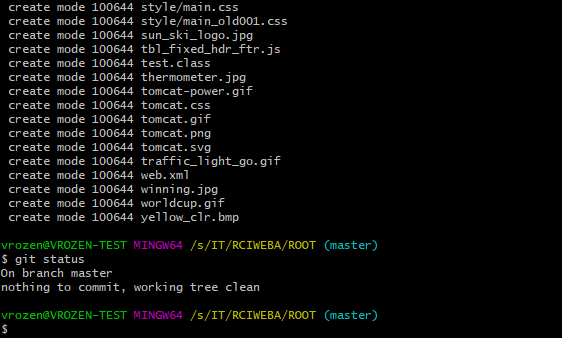 create mode 100644 style/main.css
create mode 100644 style/main_old001.css
create mode 100644 sun_ski_logo.jpg
create mode 100644 tbl_fixed_hdr_ftr.js
create mode 100644 test.class
create mode 100644 thermometer.jpg
create mode 100644 tomcat-power.gif
create mode 100644 tomcat.css
create mode 100644 tomcat.gif
create mode 100644 tomcat.png
create mode 100644 tomcat.svg
create mode 100644 traffic_light_go.gif
create mode 100644 web.xml
create mode 100644 winning.jpg
create mode 100644 worldcup.gif
create mode 100644 yellow_clr.bmp
vrozen@VROZEN-TEST MINGW64 /s/IT/RCIWEBA/ROOT (master)
$ git status
On branch master
nothing to commit, working tree clean
vrozen@VROZEN-TEST MINGW64 /s/IT/RCIWEBA/ROOT (master)
$